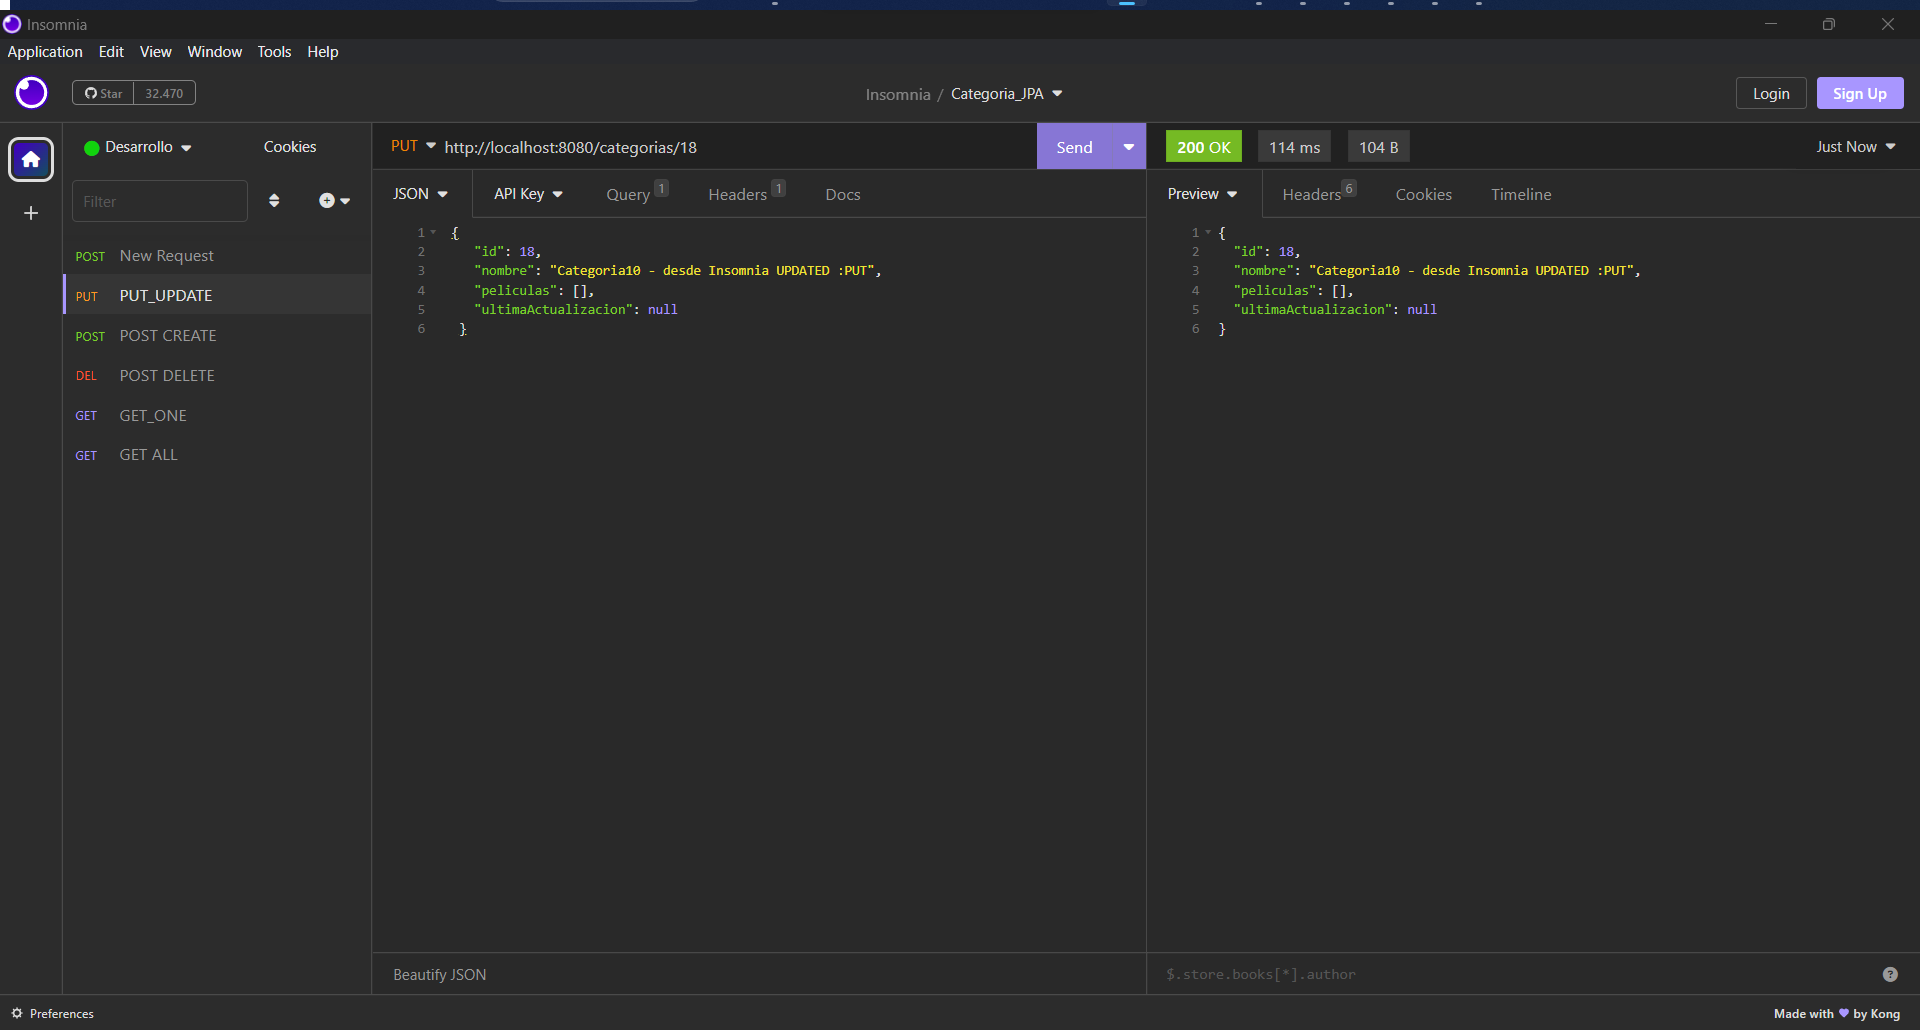 Insomnia
Application Edit View Window Tools Help
Star 32.470
Insomnia / Categoria_JPA
Login Sign Up
Desarrollo Cookies
Filter
POST New Request
PUT PUT_UPDATE
POST POST CREATE
DEL POST DELETE
GET GET_ONE
GET GET ALL
PUT http://localhost:8080/categorias/18 Send
JSON API Key Query 1 Headers 1 Docs
1 {
2 "id": 18,
3 "nombre": "Categoria10 - desde Insomnia UPDATED :PUT",
4 "peliculas": [],
5 "ultimaActualizacion": null
6 }
Beautify JSON
200 OK 114 ms 104 B Just Now
Preview Headers 6 Cookies Timeline
1 {
2 "id": 18,
3 "nombre": "Categoria10 - desde Insomnia UPDATED :PUT",
4 "peliculas": [],
5 "ultimaActualizacion": null
6 }
$.store.books[*].author ?
Preferences
Made with 💜 by Kong